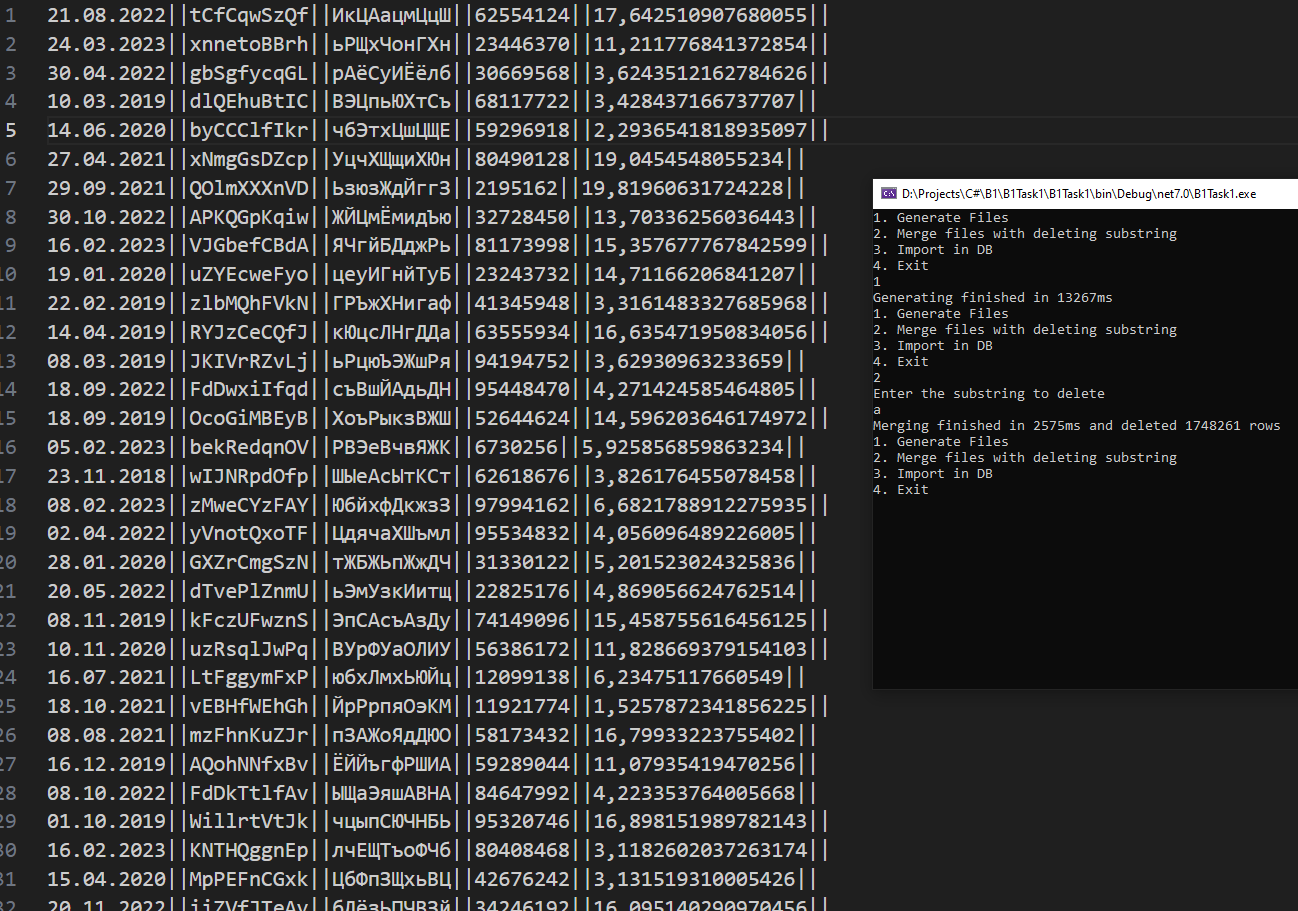 1 21.08.2022||tCfCqwSzQf||ИкЦАацмЦцШ||62554124||17,642510907680055||
2 24.03.2023||xnnetoBBrh||ьРЩхЧонГХн||23446370||11,211776841372854||
3 30.04.2022||gbSgfycqGL||рАёСуИЁёлб||30669568||3,6243512162784626||
4 10.03.2019||dlQEhuBtIC||ВЭЦпьЮХтСъ||68117722||3,428437166737707||
5 14.06.2020||byCCClfIkr||чбЭтхЦшЦЩЕ||59296918||2,2936541818935097||
6 27.04.2021||xNmgGsDZcp||УцчХЩщиХЮн||80490128||19,0454548055234||
7 29.09.2021||QOlmXXXnVD||ЬзюзЖдЙггЗ||2195162||19,81960631724228||
8 30.10.2022||APKQGpKqiw||ЖЙЦмЁмидЪю||32728450||13,70336256036443||
9 16.02.2023||VJGbefCBdA||ЯЧгйБДджРь||81173998||15,357677767842599||
10 19.01.2020||uZYEcweFyo||цеуИГнйТуБ||23243732||14,71166206841207||
11 22.02.2019||zlbMQhFVkN||ГРЪжХНигаф||41345948||3,3161483327685968||
12 14.04.2019||RYJzCeCQfJ||кЮцсЛНгДДа||63555934||16,635471950834056||
13 08.03.2019||JKIVrRZvLj||ьРцюЪЭЖшРя||94194752||3,62930963233659||
14 18.09.2022||FdDwxiIfqd||съВшЙАдьДН||95448470||4,271424585464805||
15 18.09.2019||OcoGiMBEyB||ХоъРыкзВЖШ||52644624||14,596203646174972||
16 05.02.2023||bekRedqnOV||РВЭеВчвяЖК||6730256||5,925856859863234||
17 23.11.2018||wIJNRpdOfp||ШЫеАсЫтКСт||62618676||3,826176455078458||
18 08.02.2023||zMweCYzFAY||ЮбйхфДкжзЗ||97994162||6,6821788912275935||
19 02.04.2022||yVnotQxoTF||ЦдячаХШъмл||95534832||4,056096489226005||
20 28.01.2020||GXZrCmgSzN||тЖБЖЬпЖжДЧ||31330122||5,201523024325836||
21 20.05.2022||dTvePlZnmU||ьЭмУзкИитщ||22825176||4,869056624762514||
22 08.11.2019||kFczUFwznS||ЭпСАсъАзДу||74149096||15,458755616456125||
23 10.11.2020||uzRsqlJwPq||ВУрФУаОЛИУ||56386172||11,828669379154103||
24 16.07.2021||LtFggymFxP||юбхЛмхЬЮЙц||12099138||6,23475117660549||
25 18.10.2021||vEBHfWEhGh||ЙрРрпяОэКМ||11921774||1,5257872341856225||
26 08.08.2021||mzFhnKuZJr||пЗАЖоЯдДЮО||58173432||16,79933223755402||
27 16.12.2019||AQohNNfxBv||ЁЙЙъгфРШИА||59289044||11,07935419470256||
28 08.10.2022||FdDkTtlfAv||ЫЩаЭяшАВНА||84647992||4,223353764005668||
29 01.10.2019||WillrtVtJk||чцыпСЮЧНБЬ||95320746||16,898151989782143||
30 16.02.2023||KNTHQggnEp||лчЕЩТъоФЧб||80408468||3,1182602037263174||
31 15.04.2020||MpPEFnCGxk||ЦбФпЗЩхьВЦ||42676242||3,131519310005426||
D:\Projects\C#\B1\B1Task1\B1Task1\bin\Debug\net7.0\B1Task1.exe
1. Generate Files
2. Merge files with deleting substring
3. Import in DB
4. Exit
1
Generating finished in 13267ms
1. Generate Files
2. Merge files with deleting substring
3. Import in DB
4. Exit
2
Enter the substring to delete
a
Merging finished in 2575ms and deleted 1748261 rows
1. Generate Files
2. Merge files with deleting substring
3. Import in DB
4. Exit